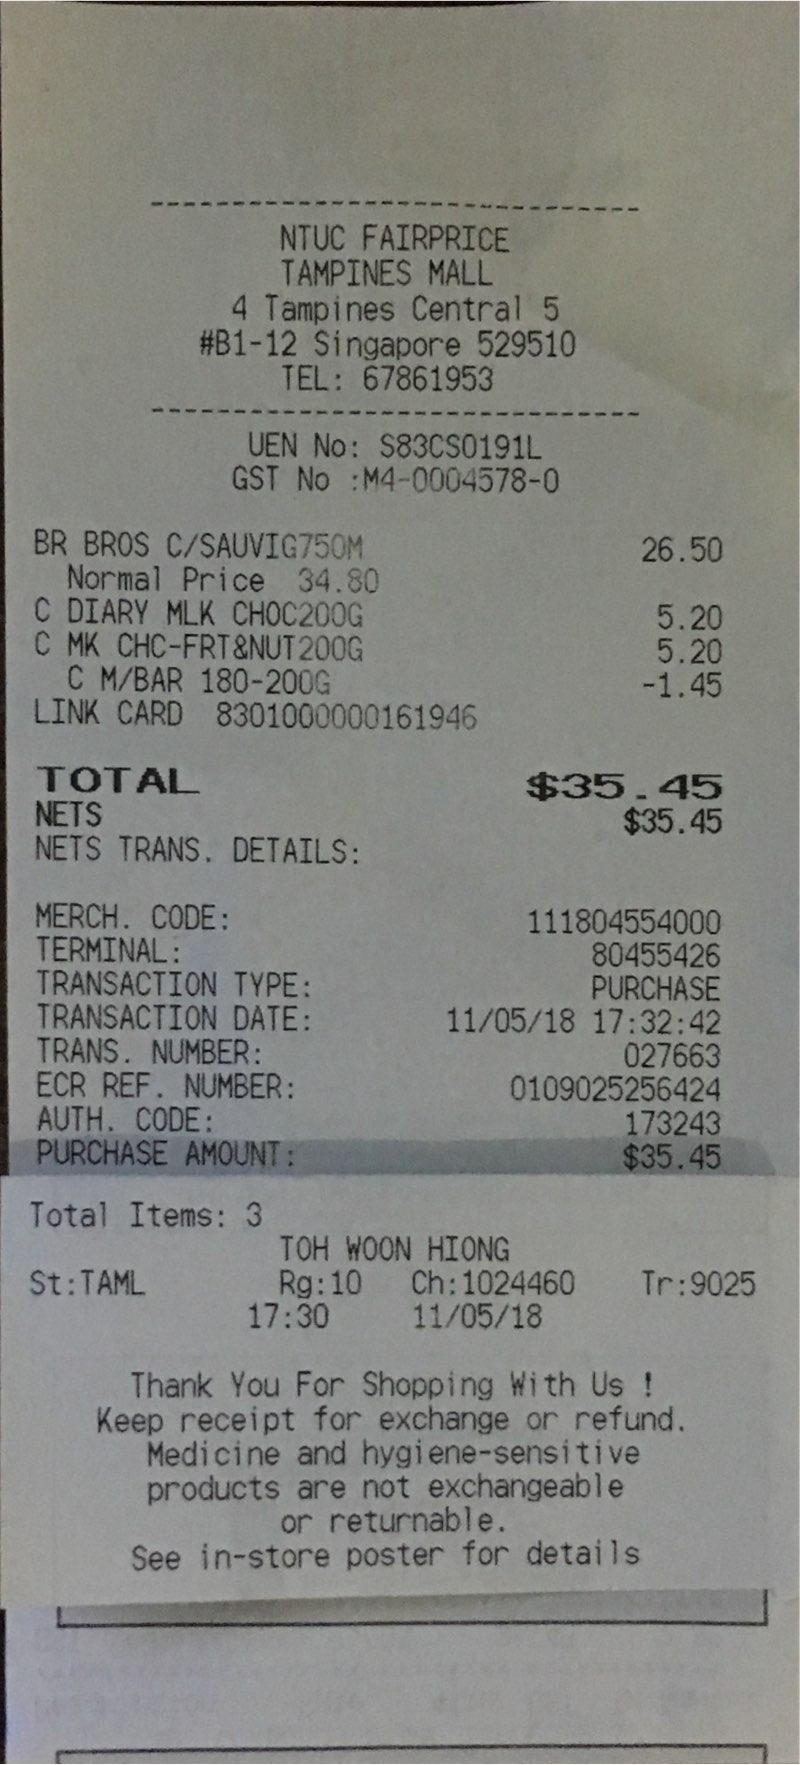 NTUC FAIRPRICE
TAMPINES MALL
4 Tampines Central 5
#B1-12 Singapore 529510
TEL: 67861953
UEN No: S83CS0191L
GST No :M4-0004578-0
BR BROS C/SAUVIG750M 26.50
Normal Price 34.80
C DIARY MLK CHOC200G 5.20
C MK CHC-FRT&NUT200G 5.20
C M/BAR 180-200G -1.45
LINK CARD 8301000000161946
TOTAL $35.45
NETS $35.45
NETS TRANS. DETAILS:
MERCH. CODE: 111804554000
TERMINAL: 80455426
TRANSACTION TYPE: PURCHASE
TRANSACTION DATE: 11/05/18 17:32:42
TRANS. NUMBER: 027663
ECR REF. NUMBER: 0109025256424
AUTH. CODE: 173243
PURCHASE AMOUNT: $35.45
Total Items: 3
TOH WOON HIONG
St:TAML Rg:10 Ch:1024460 Tr:9025
17:30 11/05/18
Thank You For Shopping With Us !
Keep receipt for exchange or refund.
Medicine and hygiene-sensitive
products are not exchangeable
or returnable.
See in-store poster for details